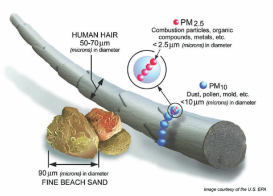 PM2.5
Combustion particles, organic
compounds, metals, etc.
<2.5µm (microns) in diameter
HUMAN HAIR
50-70µm
(microns) in diameter
PM10
Dust, pollen, mold, etc.
<10µm (microns) in diameter
90µm (microns) in diameter
FINE BEACH SAND
Image courtesy of the U.S. EPA